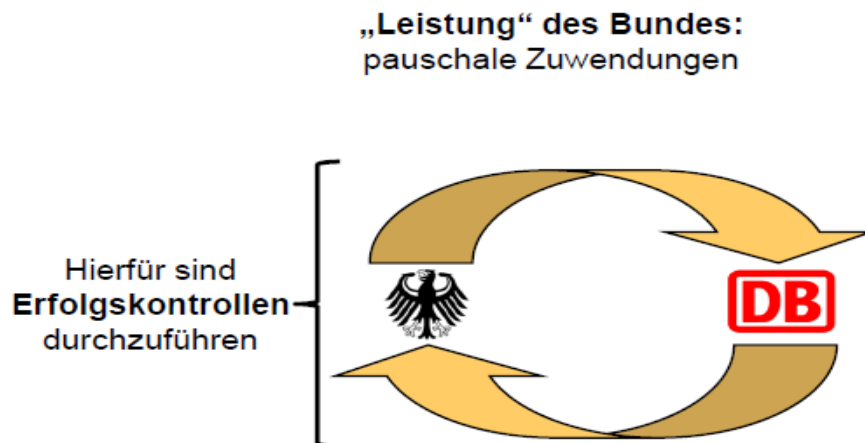 „Leistung“ des Bundes:
pauschale Zuwendungen
Hierfür sind
Erfolgskontrollen
durchzuführen
DB